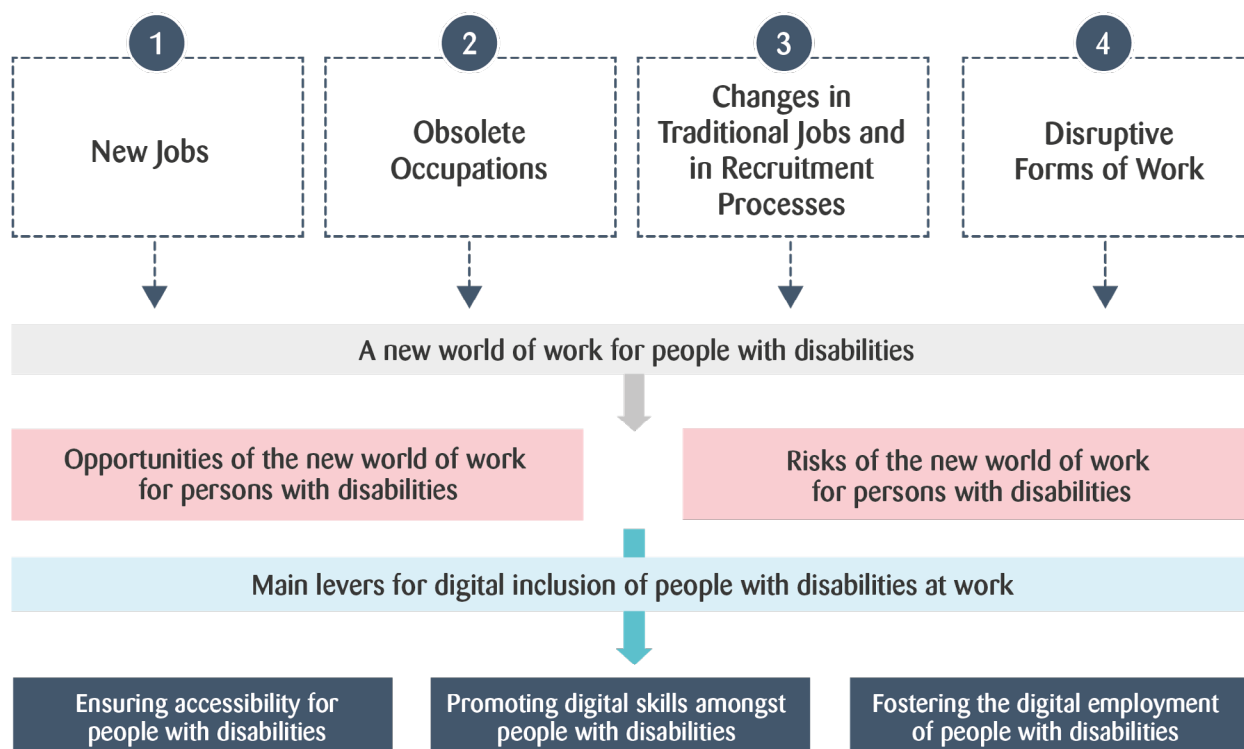 1
New Jobs
2
Obsolete
Occupations
3
Changes in
Traditional Jobs and
in Recruitment
Processes
4
Disruptive
Forms of Work
A new world of work for people with disabilities
Opportunities of the new world of work
for persons with disabilities
Risks of the new world of work
for persons with disabilities
Main levers for digital inclusion of people with disabilities at work
Ensuring accessibility for
people with disabilities
Promoting digital skills amongst
people with disabilities
Fostering the digital employment
of people with disabilities